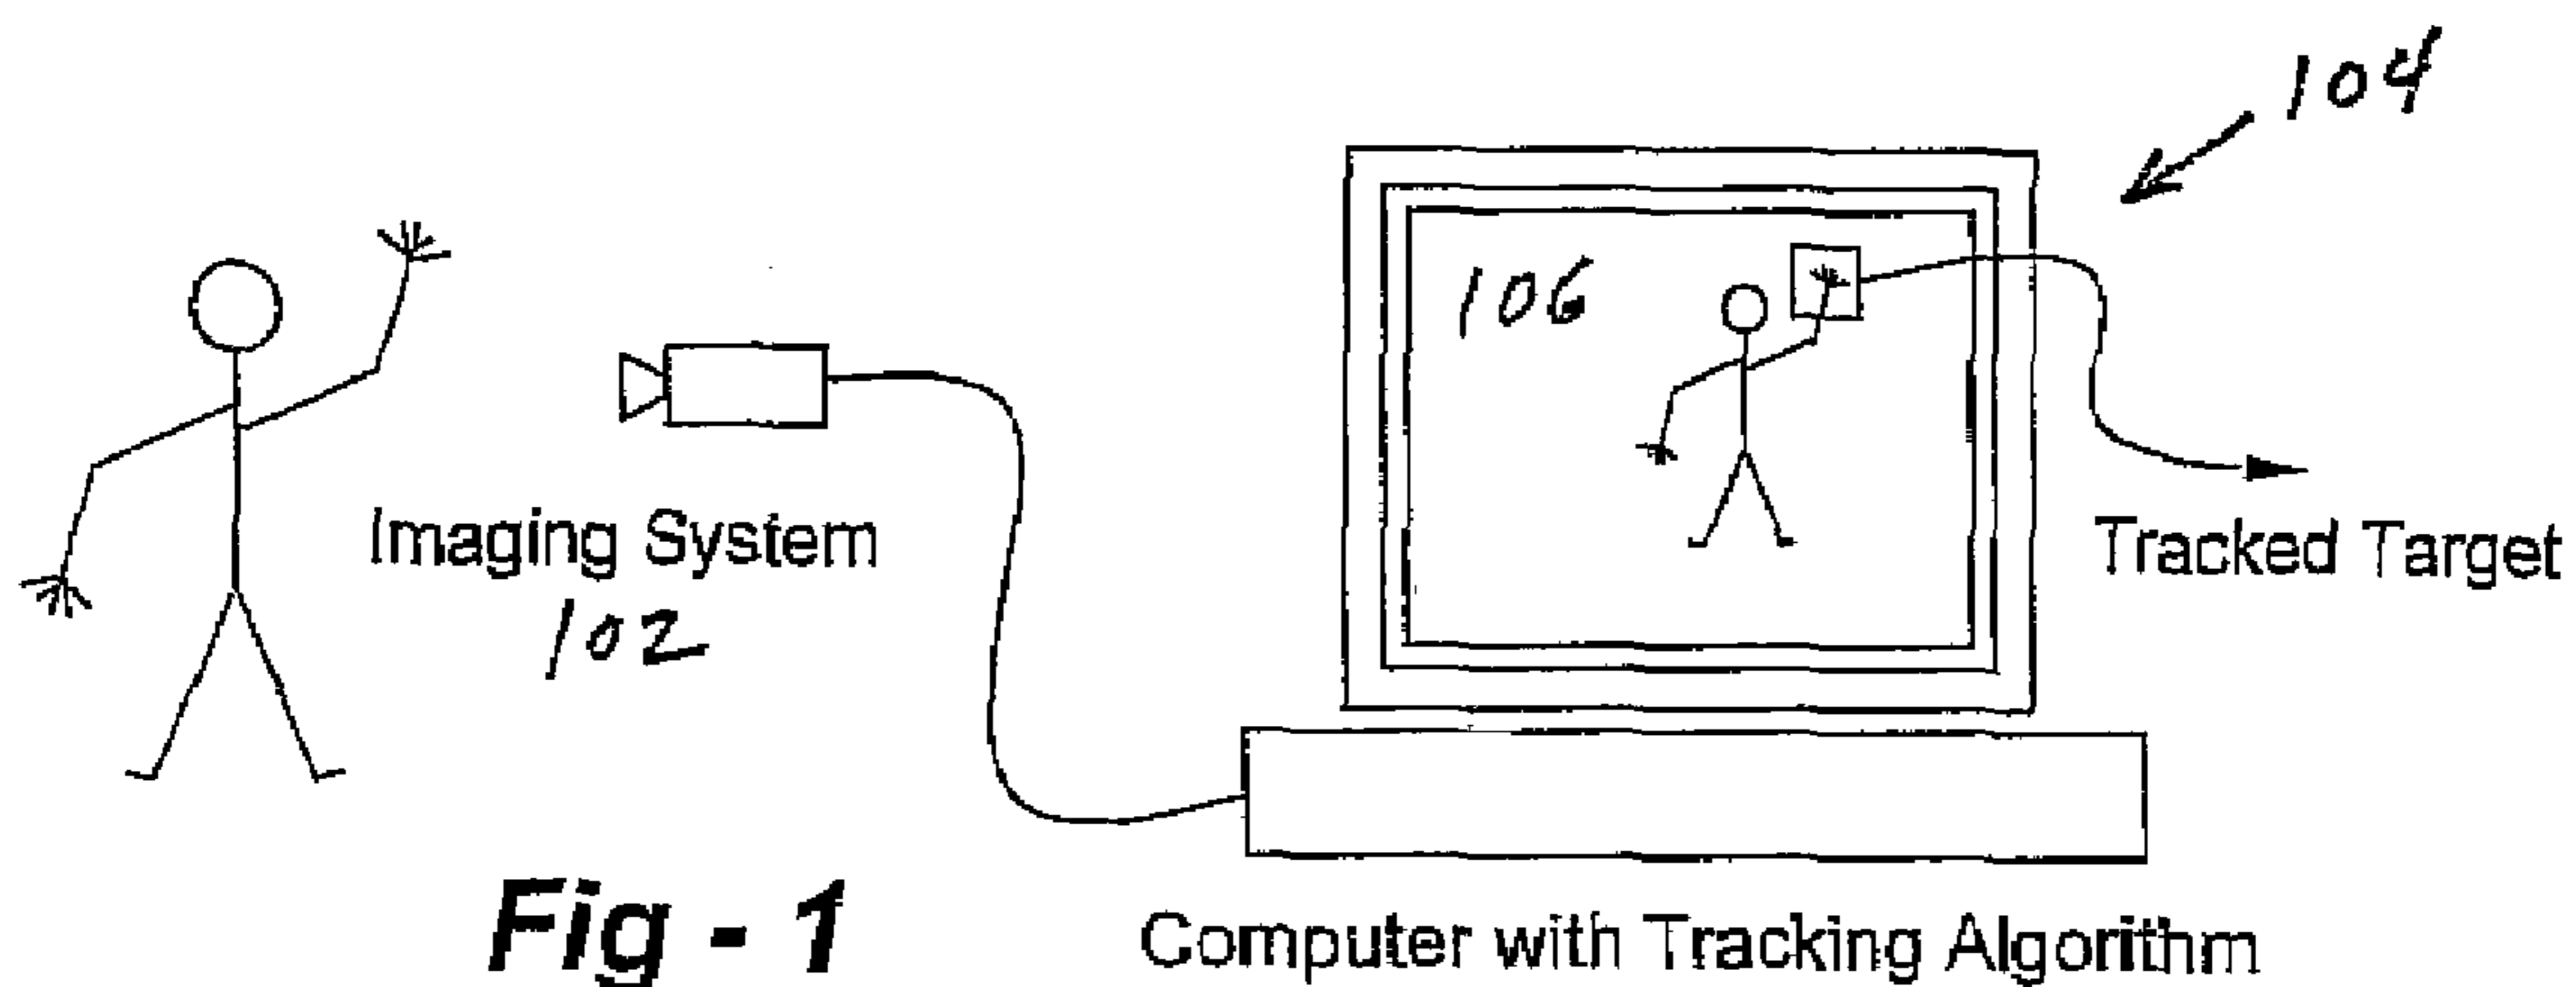 104
106
Imaging System
102
Tracked Target
Fig - 1
Computer with Tracking Algorithm